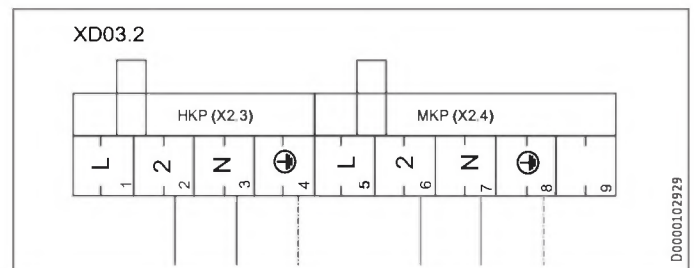 XD03.2
HKP (X2.3) MKP (X2.4)
L 2 N L 2 N
1 2 3 4 5 6 7 8 9
D0000102929